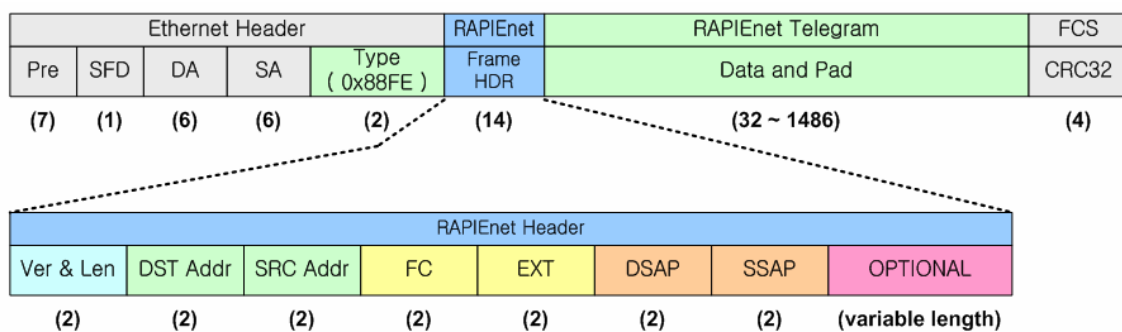 Ethernet Header RAPIEnet RAPIEnet Telegram FCS
Pre SFD DA SA Type ( 0x88FE ) Frame HDR Data and Pad CRC32
(7) (1) (6) (6) (2) (14) (32 ~ 1486) (4)
RAPIEnet Header
Ver & Len DST Addr SRC Addr FC EXT DSAP SSAP OPTIONAL
(2) (2) (2) (2) (2) (2) (2) (variable length)